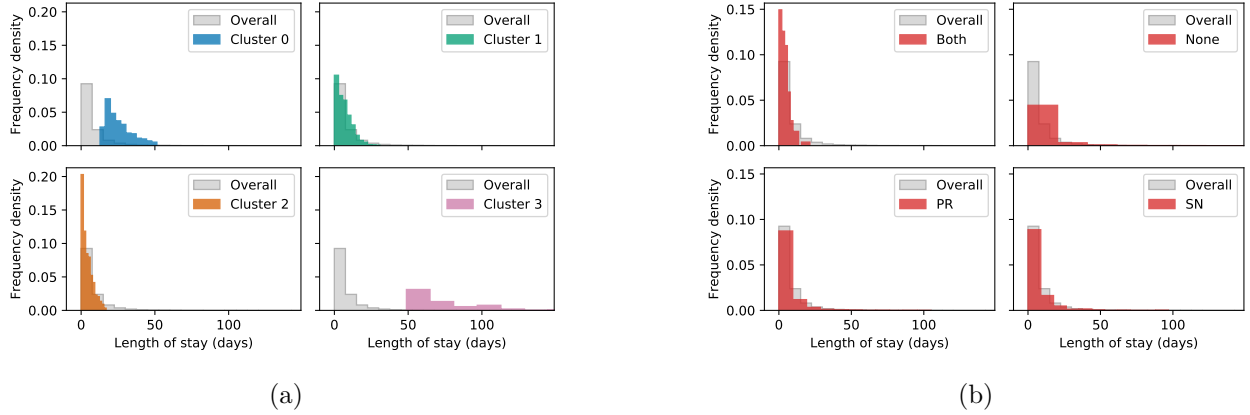 Frequency density
0.20
0.15
0.10
0.05
0.00
Overall
Cluster 0
Overall
Cluster 1
Frequency density
0.20
0.15
0.10
0.05
0.00
Overall
Cluster 2
Overall
Cluster 3
0 50 100
Length of stay (days)
0 50 100
Length of stay (days)
(a)
Frequency density
0.15
0.10
0.05
0.00
Overall
Both
Overall
None
Frequency density
0.15
0.10
0.05
0.00
Overall
PR
Overall
SN
0 50 100
Length of stay (days)
0 50 100
Length of stay (days)
(b)